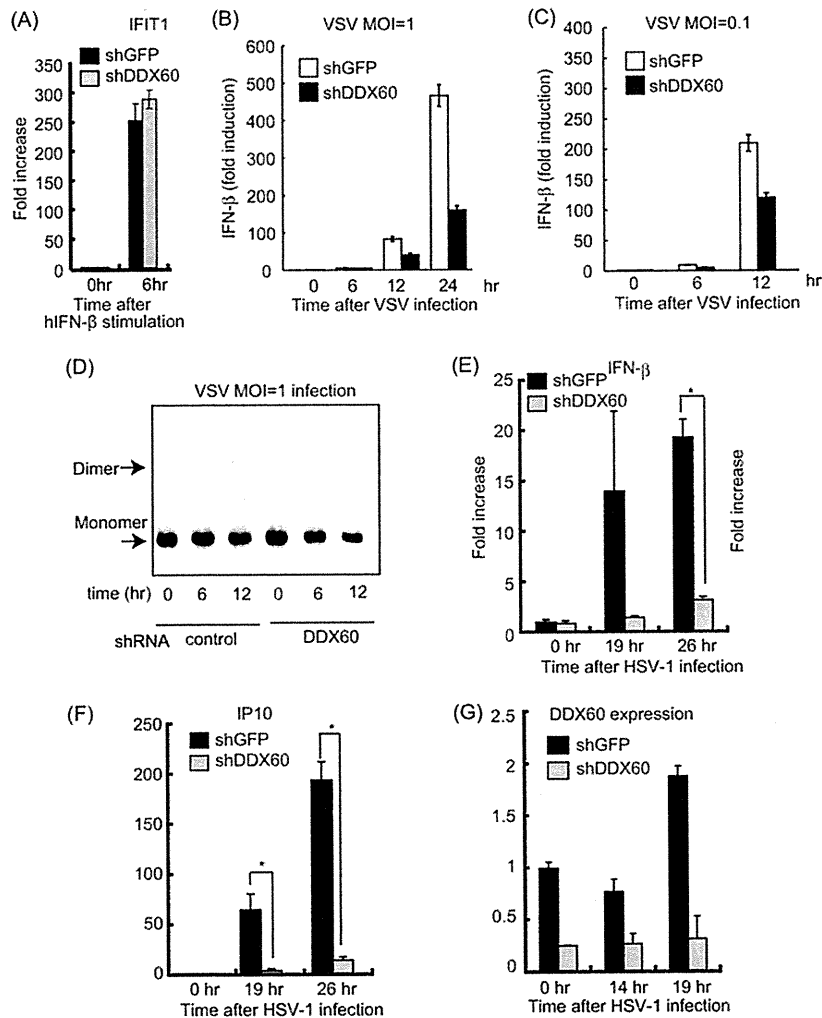 (A)
IFIT1
shGFP
shDDX60
350
300
250
200
150
100
50
0
Fold increase
0hr 6hr
Time after
hIFN-β stimulation
(B)
VSV MOI=1
600
500
400
300
200
100
0
IFN-β (fold induction)
shGFP
shDDX60
0 6 12 24 hr
Time after VSV infection
(C)
VSV MOI=0.1
400
350
300
250
200
150
100
50
0
IFN-β (fold induction)
shGFP
shDDX60
0 6 12 hr
Time after VSV infection
(D)
VSV MOI=1 infection
Dimer
Monomer
time (hr) 0 6 12 0 6 12
shRNA control DDX60
(E)
IFN-β
shGFP
shDDX60
25
20
15
10
5
0
Fold increase
*
Fold increase
0 hr 19 hr 26 hr
Time after HSV-1 infection
(F)
IP10
shGFP
shDDX60
250
200
150
100
50
0
*
*
0 hr 19 hr 26 hr
Time after HSV-1 infection
(G)
DDX60 expression
shGFP
shDDX60
2.5
2
1.5
1
0.5
0
0 hr 14 hr 19 hr
Time after HSV-1 infection